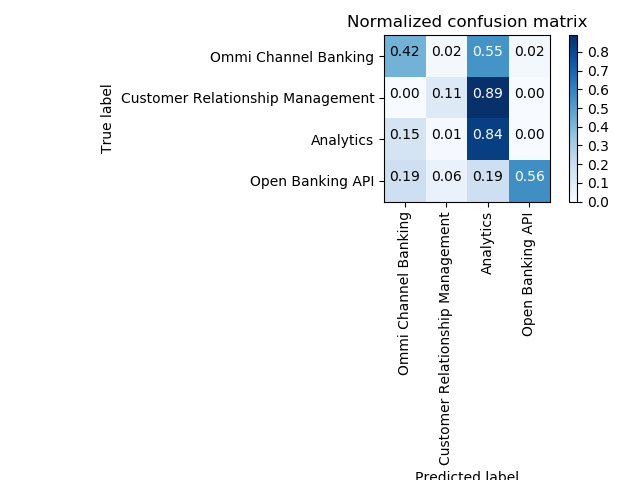 Normalized confusion matrix
True label
Ommi Channel Banking 0.42 0.02 0.55 0.02
Customer Relationship Management 0.00 0.11 0.89 0.00
Analytics 0.15 0.01 0.84 0.00
Open Banking API 0.19 0.06 0.19 0.56
0.8
0.7
0.6
0.5
0.4
0.3
0.2
0.1
0.0
Ommi Channel Banking
Customer Relationship Management
Analytics
Open Banking API
Predicted label